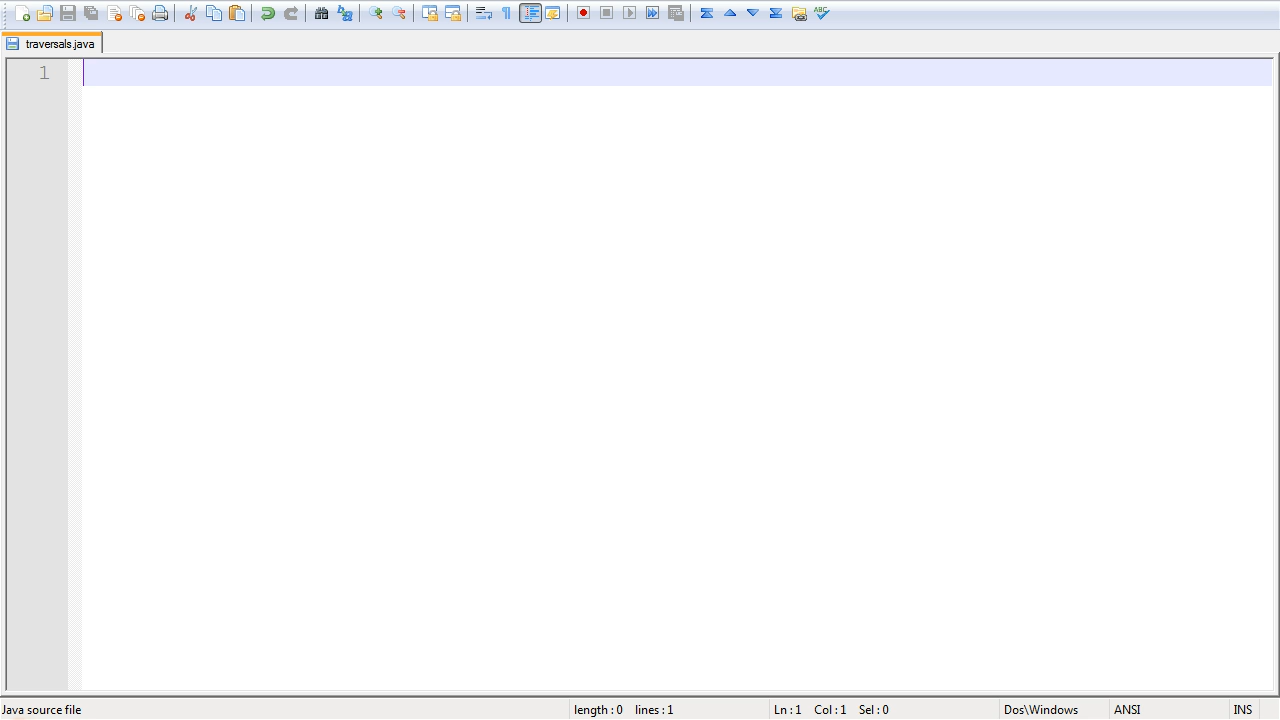 traversals.java
1
Java source file length : 0 lines : 1 Ln : 1 Col : 1 Sel : 0 Dos\Windows ANSI INS